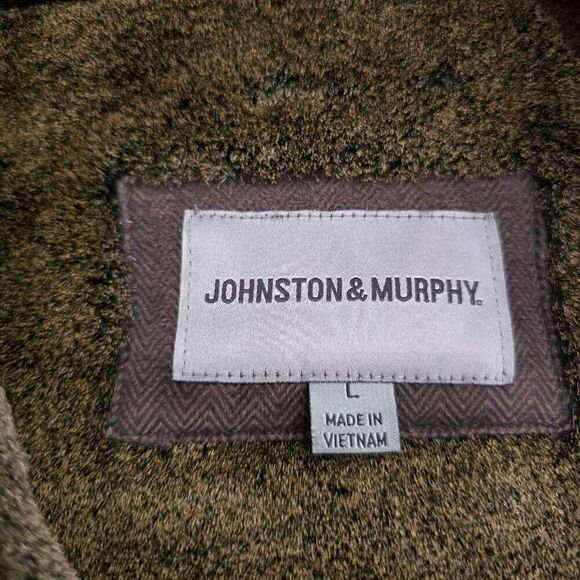 JOHNSTON & MURPHY.
L
MADE IN
VIETNAM